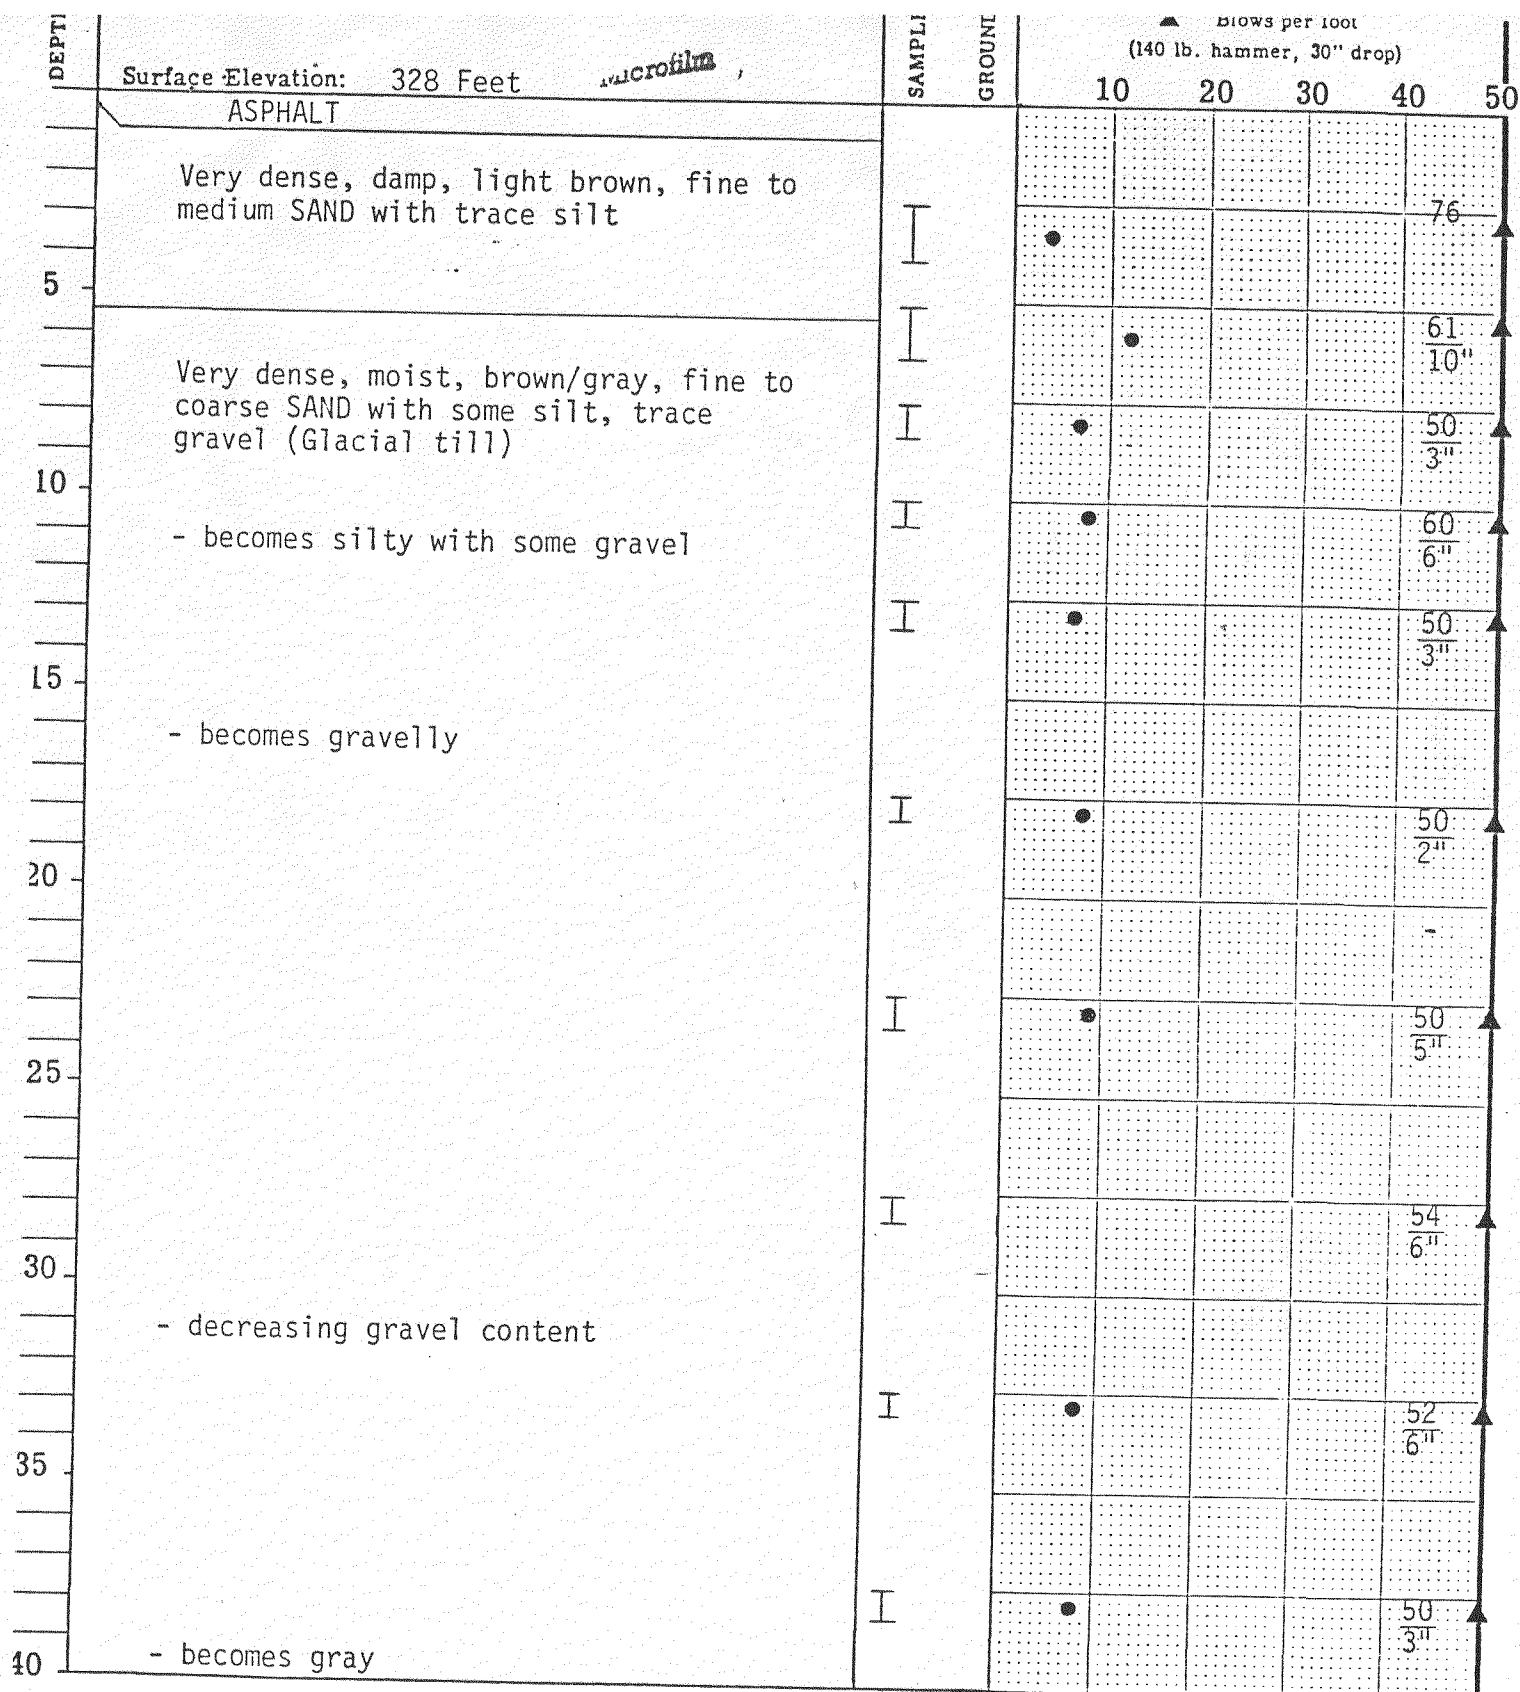 Blows per foot
(140 lb. hammer, 30" drop)
Surface Elevation: 328 Feet
10 20 30 40 50
ASPHALT
Very dense, damp, light brown, fine to
medium SAND with trace silt
76
5
61
10"
Very dense, moist, brown/gray, fine to
coarse SAND with some silt, trace
gravel (Glacial till)
50
3"
10
- becomes silty with some gravel
60
6"
50
3"
15
- becomes gravelly
50
2"
20
-
50
5"
25
54
6"
30
- decreasing gravel content
52
6"
35
50
3"
- becomes gray
40